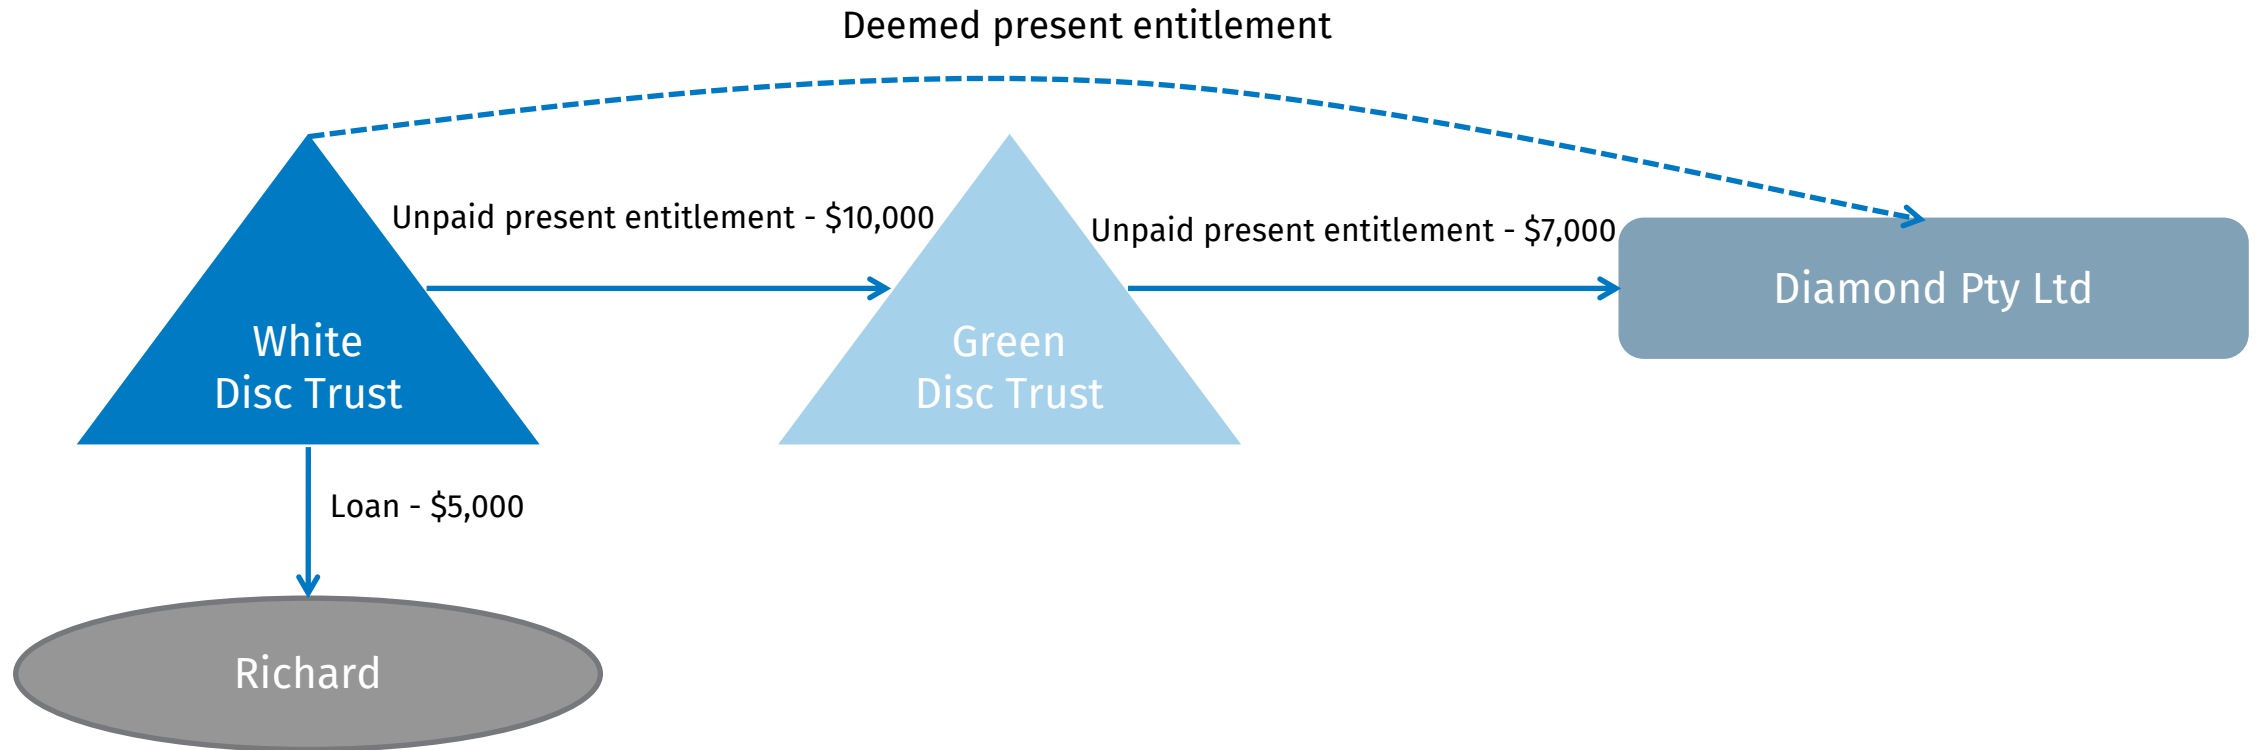 Deemed present entitlement
Unpaid present entitlement - $10,000
Unpaid present entitlement - $7,000
Diamond Pty Ltd
White
Disc Trust
Green
Disc Trust
Loan - $5,000
Richard